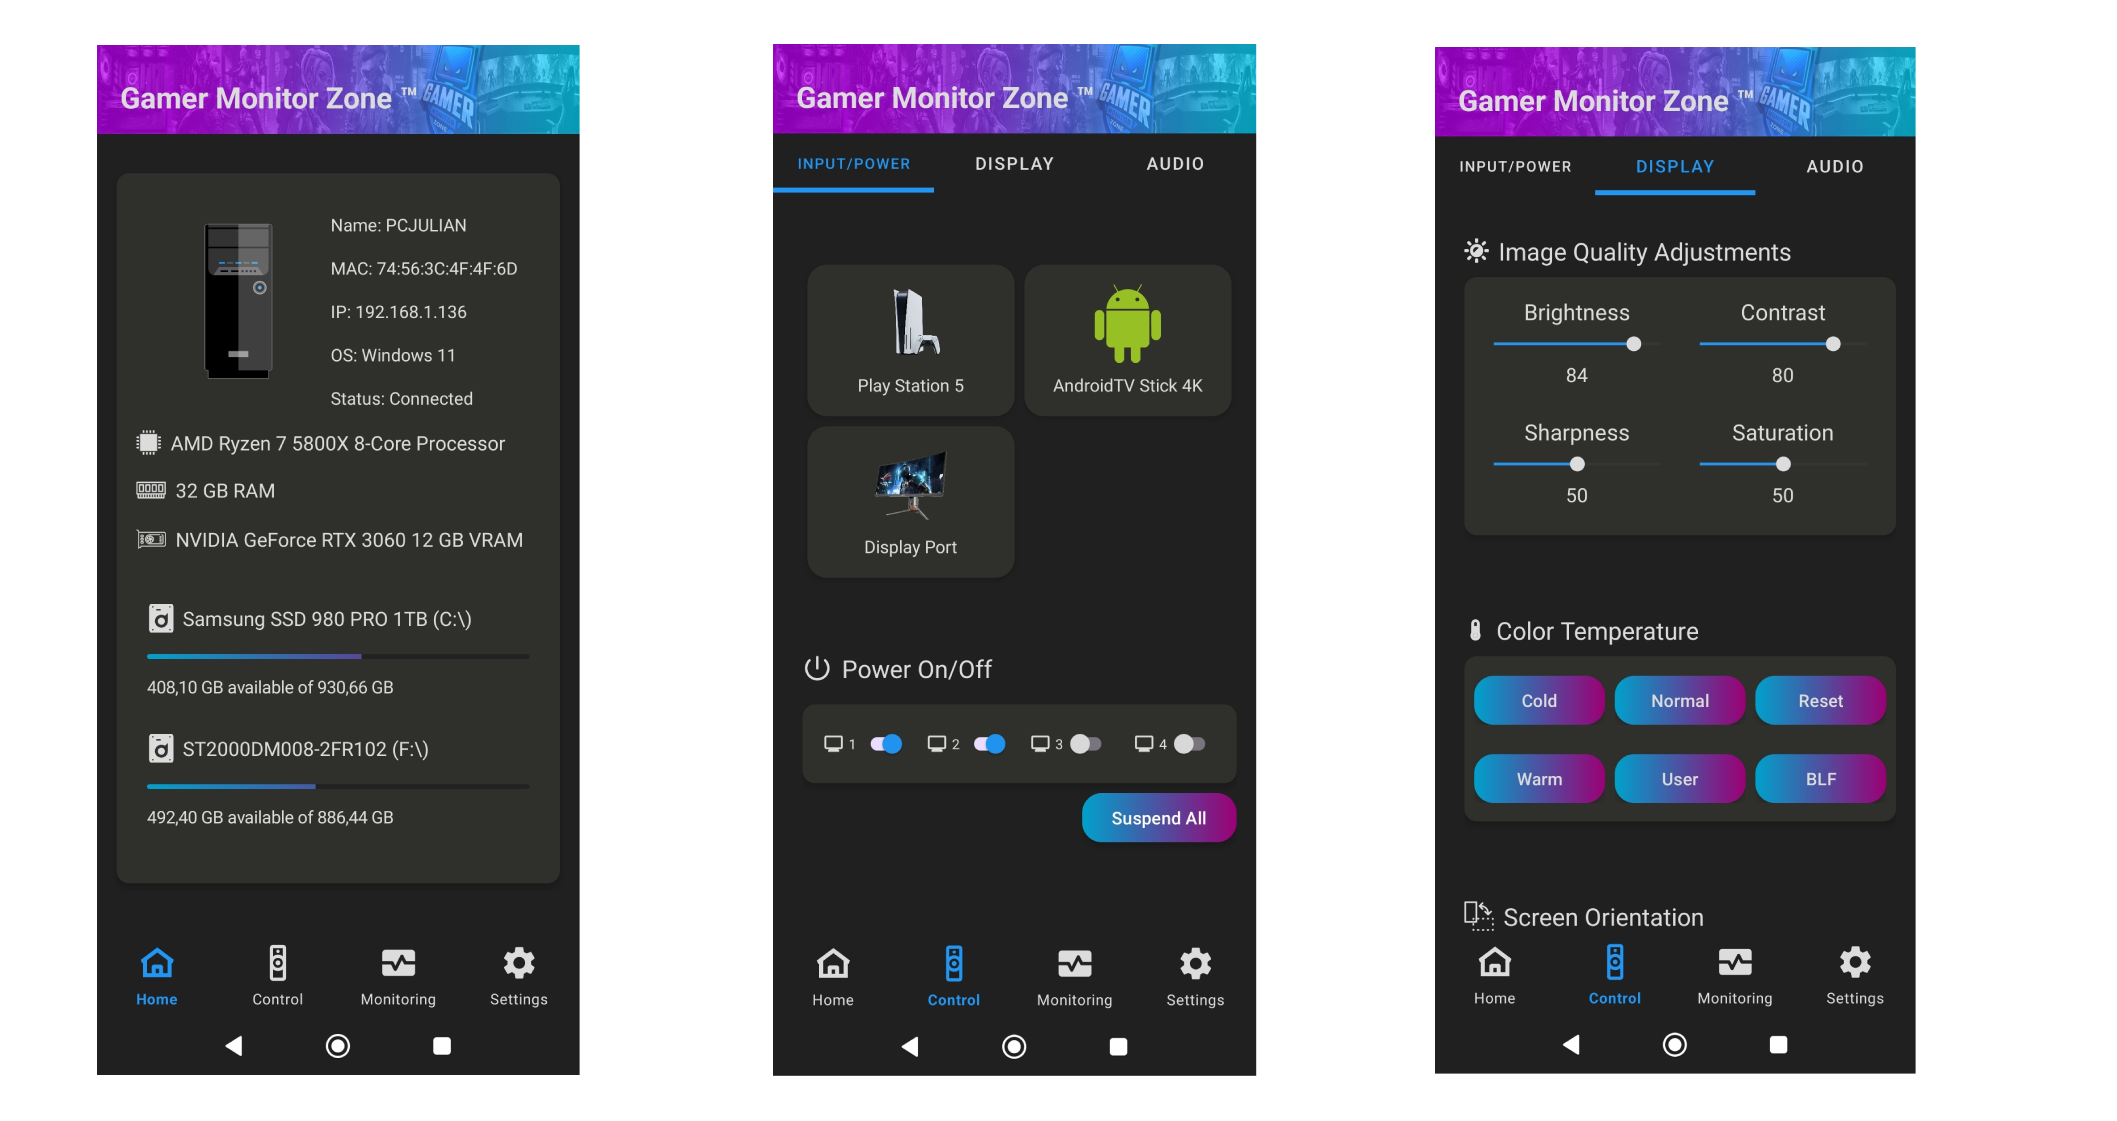 Gamer Monitor Zone ™
GAMER
ZONE
Name: PCJULIAN
MAC: 74:56:3C:4F:4F:6D
IP: 192.168.1.136
OS: Windows 11
Status: Connected
AMD Ryzen 7 5800X 8-Core Processor
32 GB RAM
NVIDIA GeForce RTX 3060 12 GB VRAM
Samsung SSD 980 PRO 1TB (C:\)
408,10 GB available of 930,66 GB
ST2000DM008-2FR102 (F:\)
492,40 GB available of 886,44 GB
Home
Control
Monitoring
Settings
Gamer Monitor Zone ™
GAMER
ZONE
INPUT/POWER
DISPLAY
AUDIO
Play Station 5
AndroidTV Stick 4K
Display Port
Power On/Off
1
2
3
4
Suspend All
Home
Control
Monitoring
Settings
Gamer Monitor Zone ™
GAMER
ZONE
INPUT/POWER
DISPLAY
AUDIO
Image Quality Adjustments
Brightness
Contrast
84
80
Sharpness
Saturation
50
50
Color Temperature
Cold
Normal
Reset
Warm
User
BLF
Screen Orientation
Home
Control
Monitoring
Settings